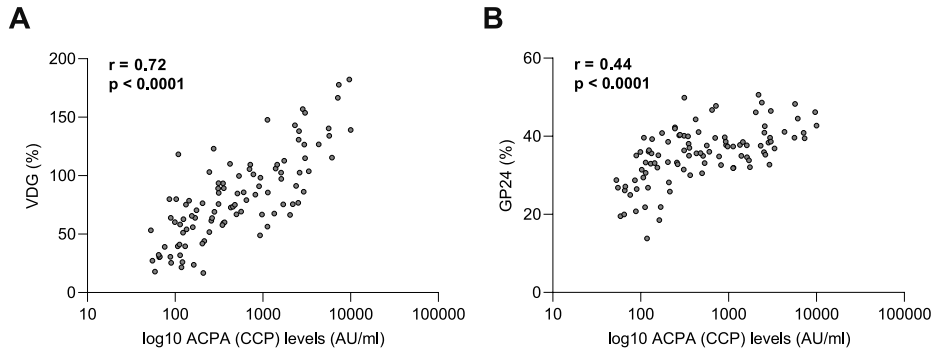 A
r = 0.72
p < 0.0001
VDG (%)
200
150
100
50
0
10
100
1000
10000
100000
log10 ACPA (CCP) levels (AU/ml)
B
r = 0.44
p < 0.0001
GP24 (%)
60
40
20
0
10
100
1000
10000
100000
log10 ACPA (CCP) levels (AU/ml)